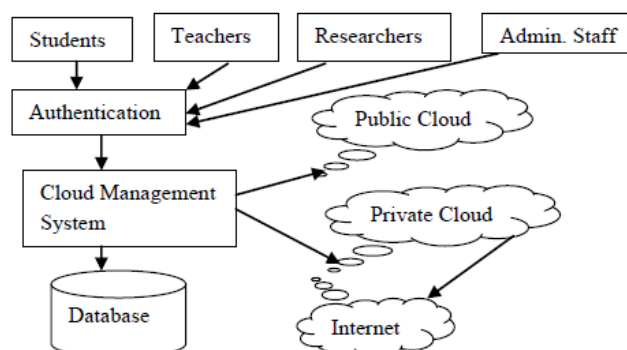 Students
Teachers
Researchers
Admin. Staff
Authentication
Public Cloud
Cloud Management
System
Private Cloud
Database
Internet